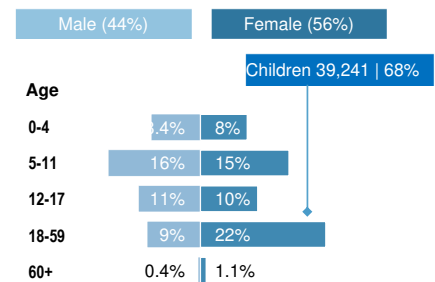 Male (44%) Female (56%)
Children 39,241 | 68%
Age
0-4 .4% 8%
5-11 16% 15%
12-17 11% 10%
18-59 9% 22%
60+ 0.4% 1.1%